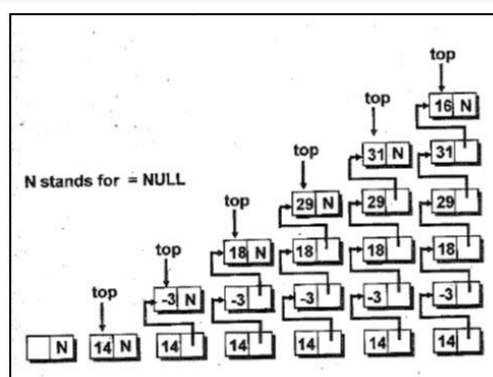 top
top
16 N
top
31 N
31
N stands for = NULL
top
29 N
29
29
top
18 N
18
18
18
top
-3 N
-3
-3
-3
-3
top
N
14 N
14
14
14
14
14